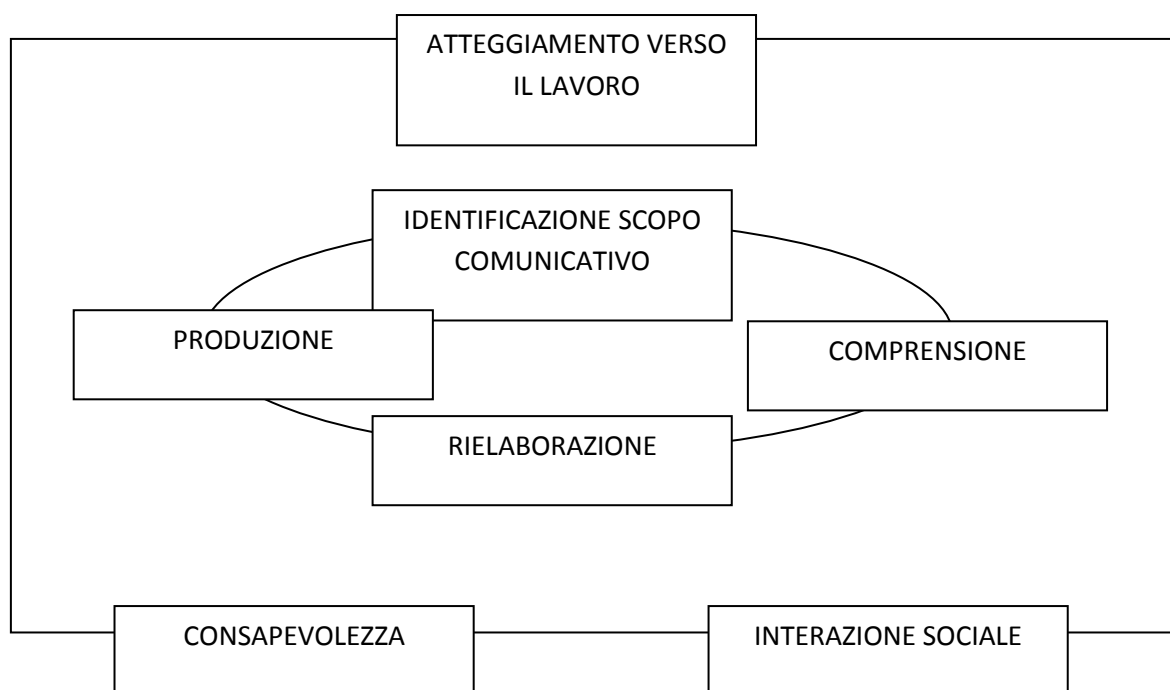 ATTEGGIAMENTO VERSO
IL LAVORO
IDENTIFICAZIONE SCOPO
COMUNICATIVO
PRODUZIONE
COMPRENSIONE
RIELABORAZIONE
CONSAPEVOLEZZA
INTERAZIONE SOCIALE